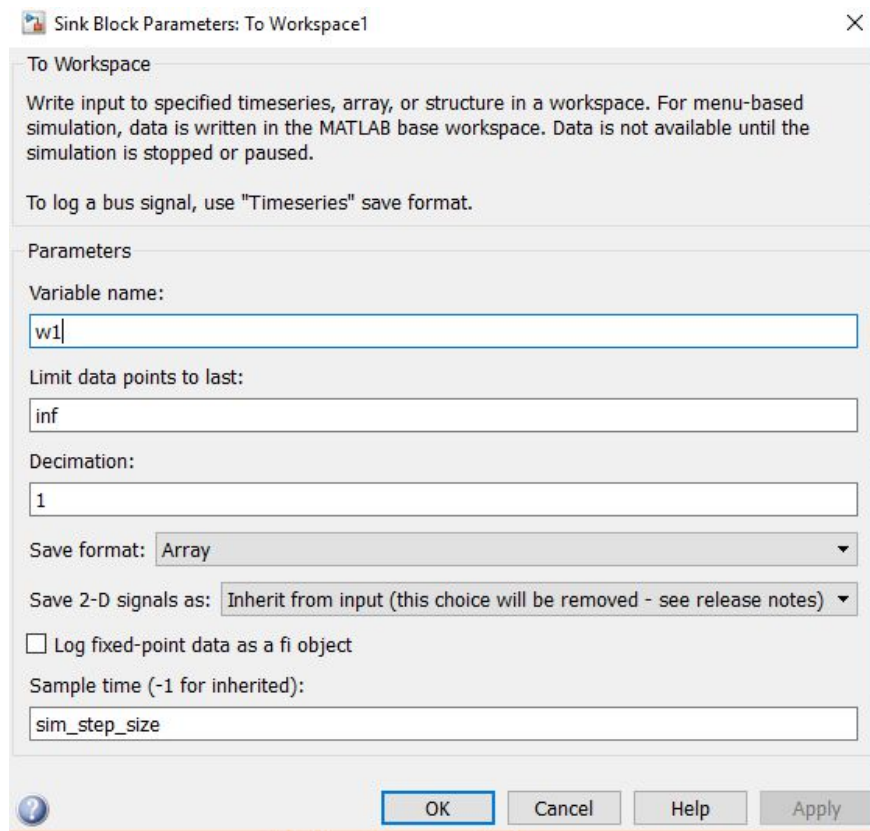 Sink Block Parameters: To Workspace1
To Workspace
Write input to specified timeseries, array, or structure in a workspace. For menu-based
simulation, data is written in the MATLAB base workspace. Data is not available until the
simulation is stopped or paused.
To log a bus signal, use "Timeseries" save format.
Parameters
Variable name:
w1
Limit data points to last:
inf
Decimation:
1
Save format: Array
Save 2-D signals as: Inherit from input (this choice will be removed - see release notes)
Log fixed-point data as a fi object
Sample time (-1 for inherited):
sim_step_size
? OK Cancel Help Apply